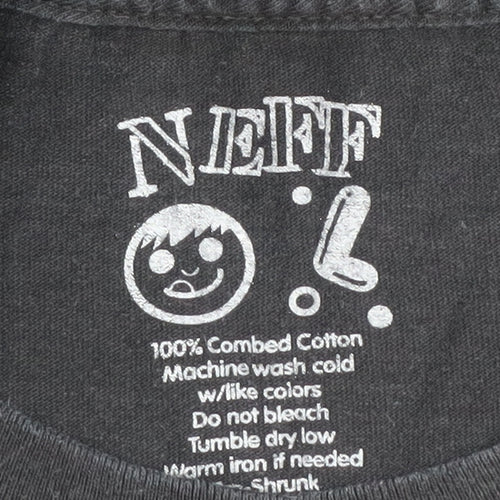 NEFF
L
100% Combed Cotton
Machine wash cold
w/like colors
Do not bleach
Tumble dry low
Warm iron if needed
-Shrunk